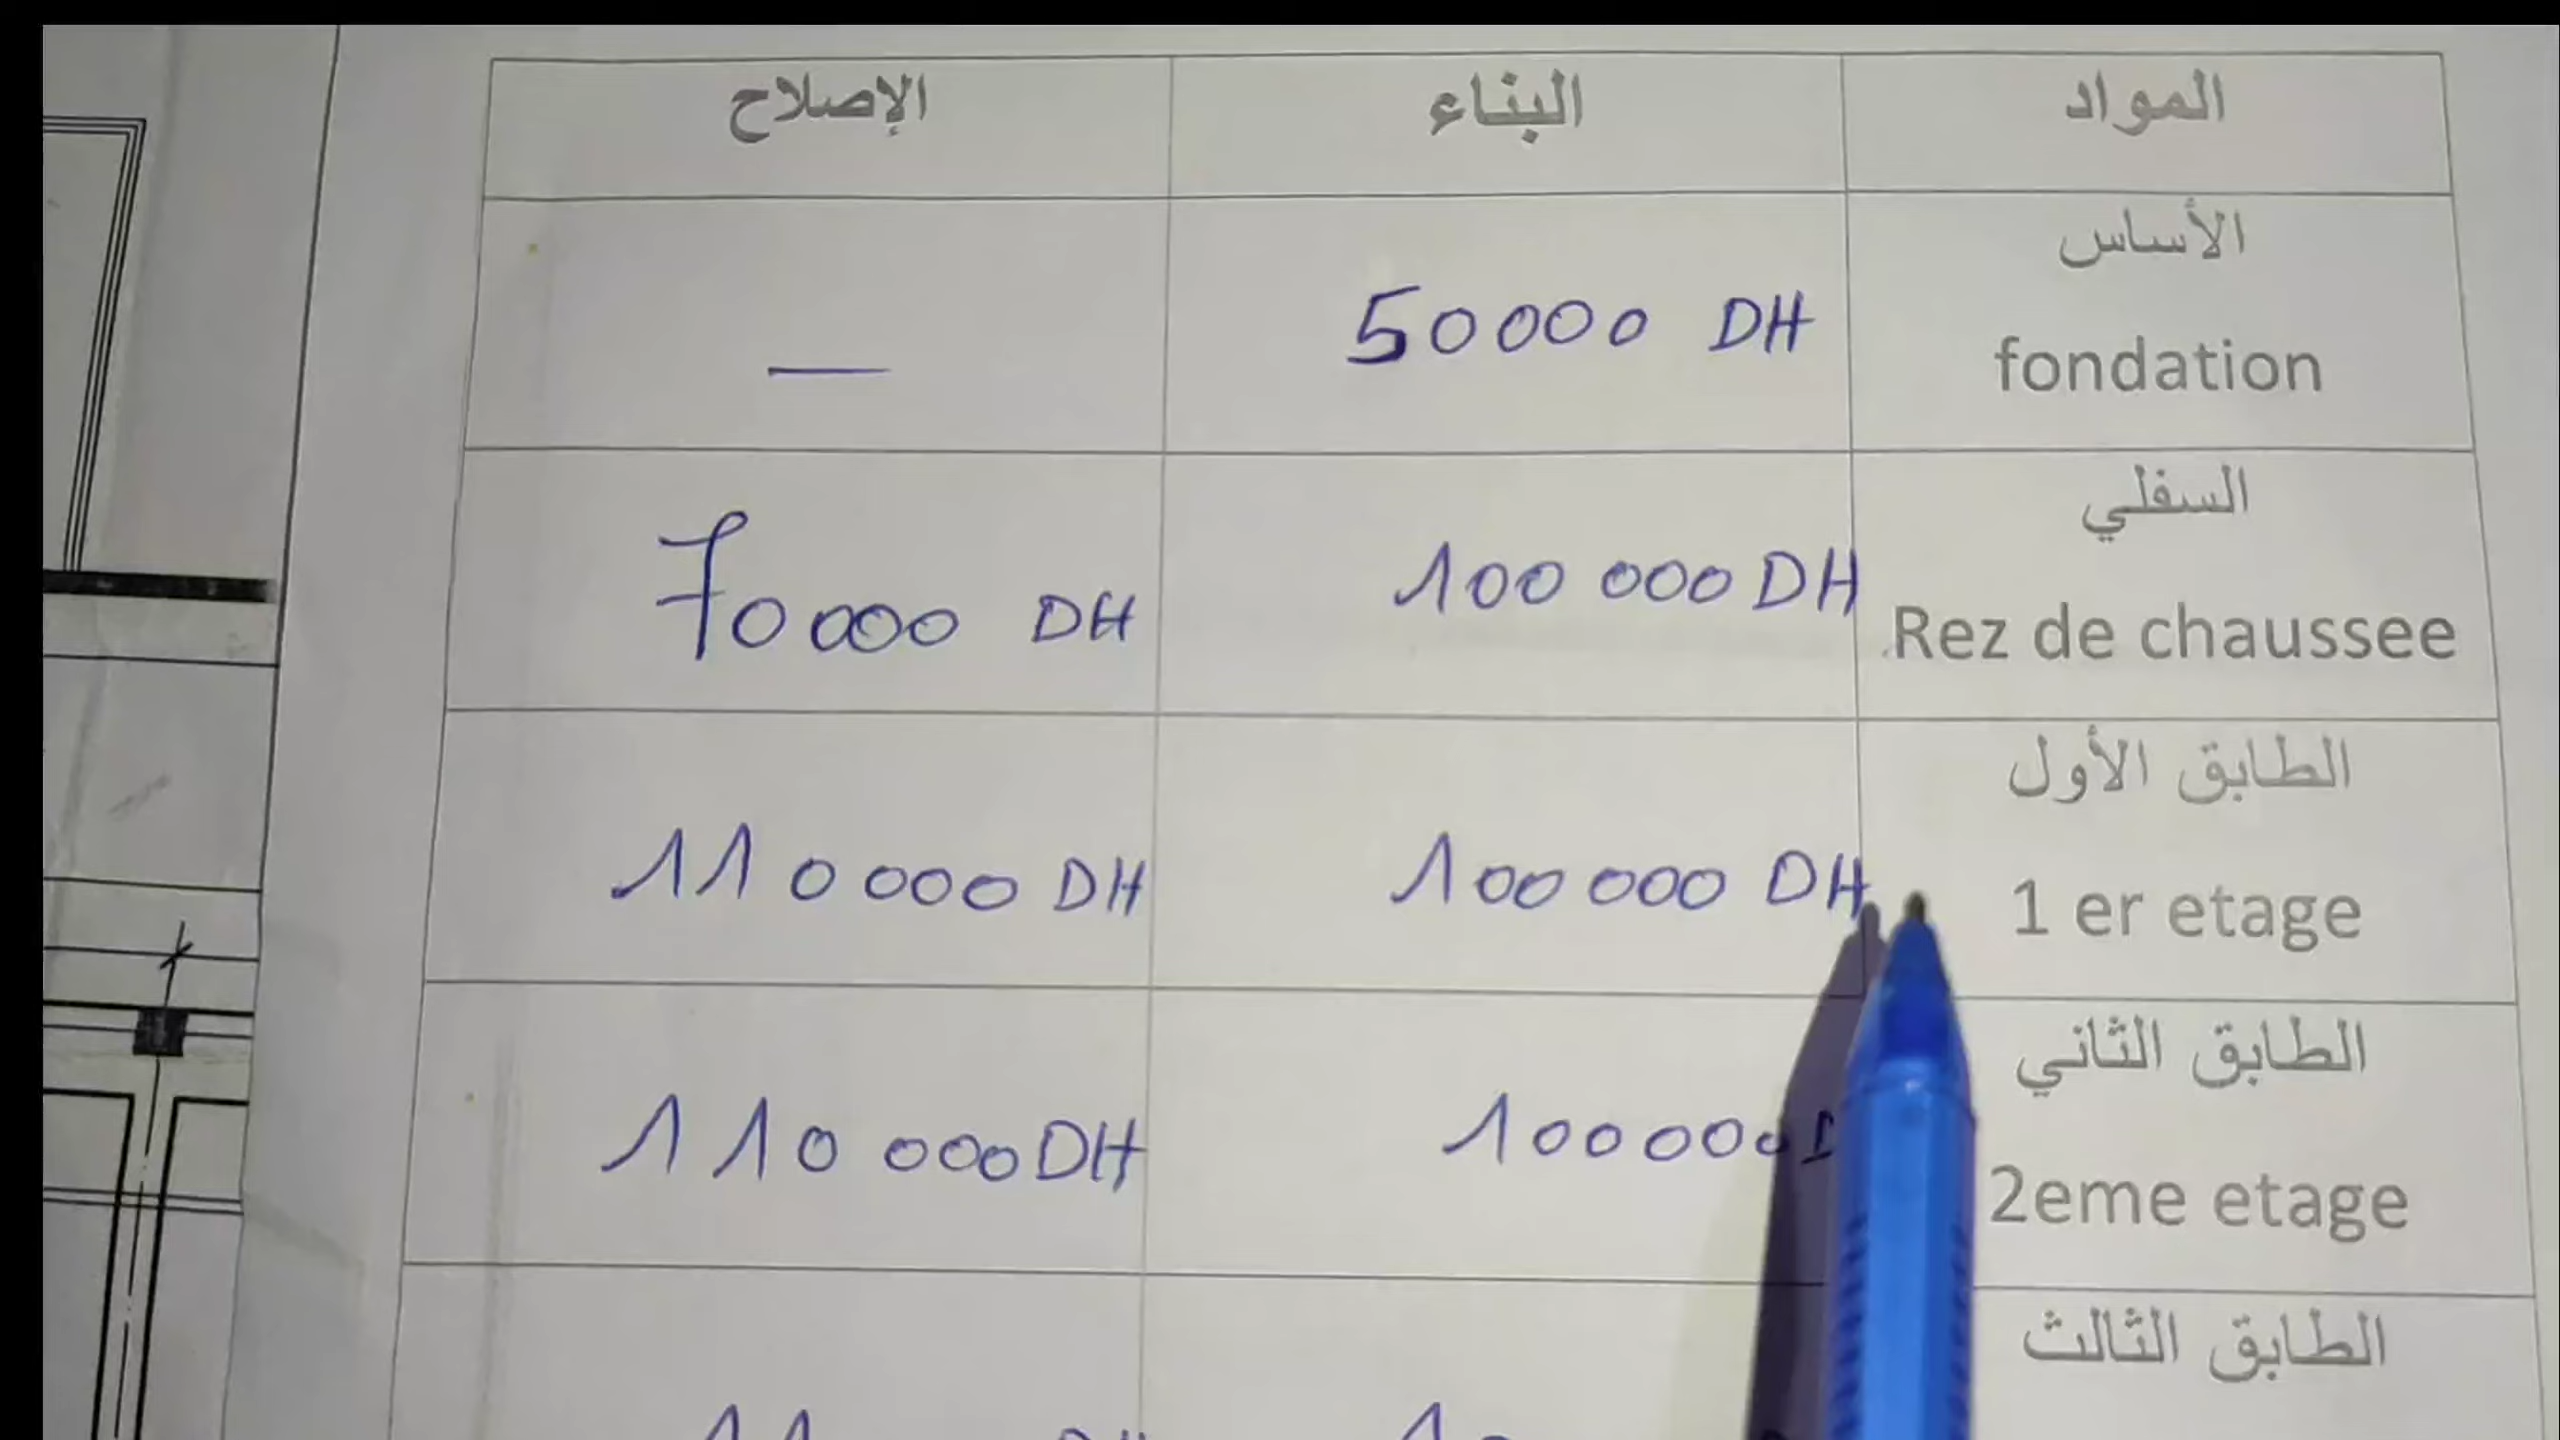 المواد البناء الإصلاح
الأساس
fondation 50000 DH —
السفلي
Rez de chaussee 100 000 DH 70000 DH
الطابق الأول
1 er etage 100 000 DH 110 000 DH
الطابق الثاني
2eme etage 100000 110 000 DH
الطابق الثالث